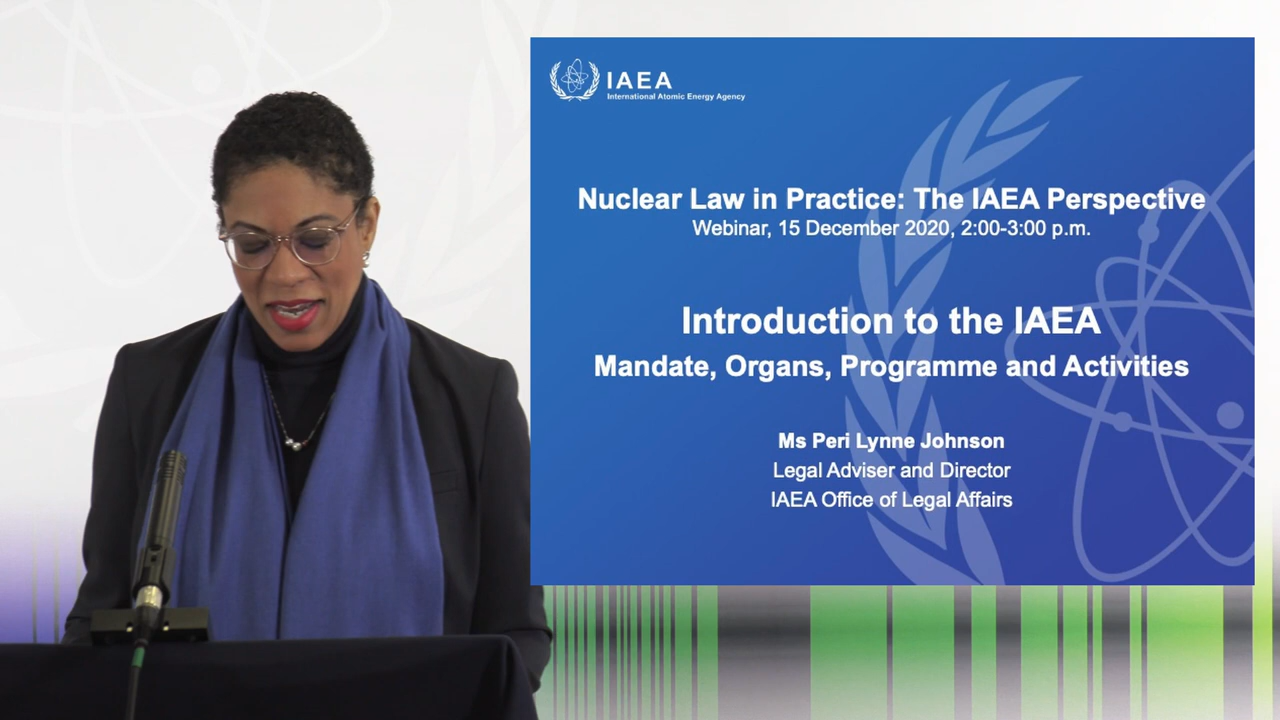 IAEA
International Atomic Energy Agency
Nuclear Law in Practice: The IAEA Perspective
Webinar, 15 December 2020, 2:00-3:00 p.m.
Introduction to the IAEA
Mandate, Organs, Programme and Activities
Ms Peri Lynne Johnson
Legal Adviser and Director
IAEA Office of Legal Affairs